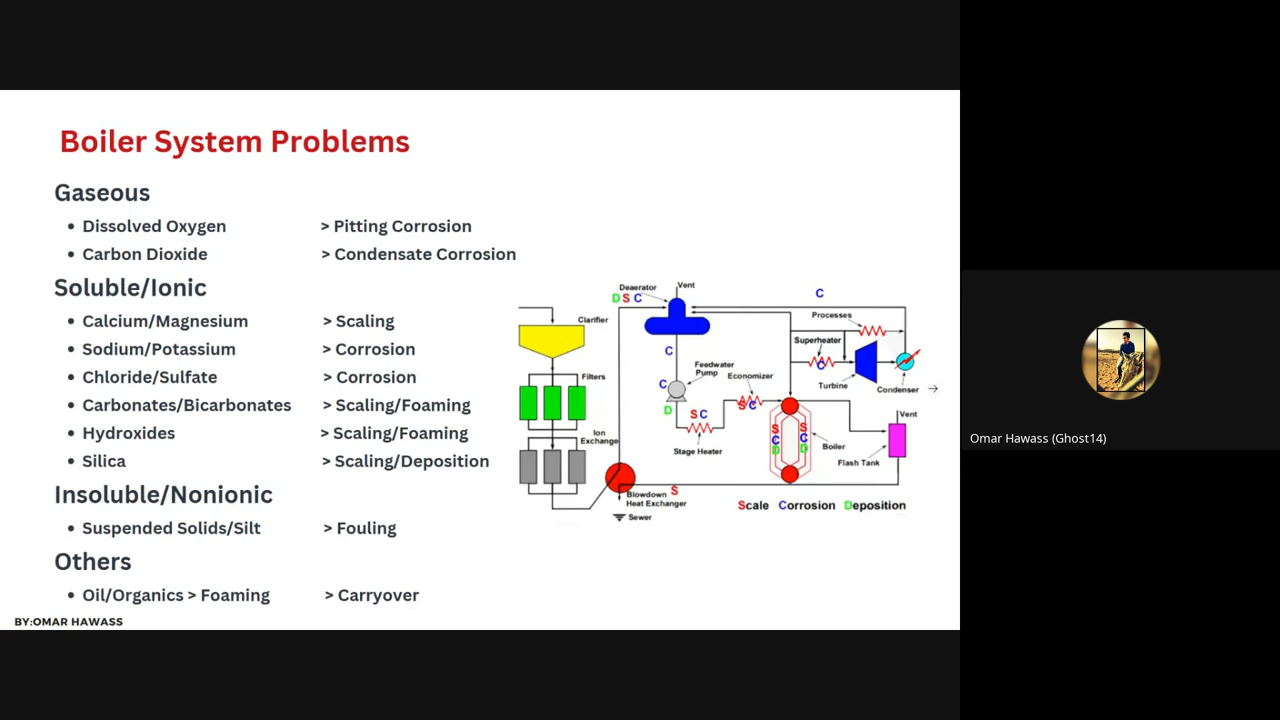 Boiler System Problems
Gaseous
• Dissolved Oxygen > Pitting Corrosion
• Carbon Dioxide > Condensate Corrosion
Soluble/Ionic
• Calcium/Magnesium > Scaling
• Sodium/Potassium > Corrosion
• Chloride/Sulfate > Corrosion
• Carbonates/Bicarbonates > Scaling/Foaming
• Hydroxides > Scaling/Foaming
• Silica > Scaling/Deposition
Insoluble/Nonionic
• Suspended Solids/Silt > Fouling
Others
• Oil/Organics > Foaming > Carryover
BY:OMAR HAWASS
Deaerator
Vent
D S C
C
Clarifier
Processes
Superheater
C
C
Feedwater
Pump
C
Economizer
Turbine
Condenser
Filters
D
S C
S C
Vent
Ion
Exchange
S
C
D
S
C
D
Boiler
Stage Heater
Flash Tank
Blowdown
Heat Exchanger
S
Sewer
Scale Corrosion Deposition
Omar Hawass (Ghost14)